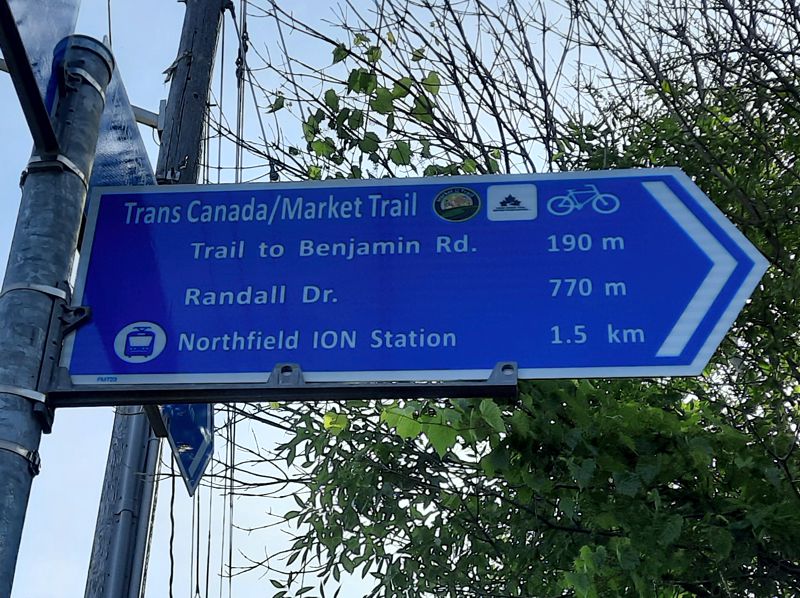 Trans Canada/Market Trail
Trail to Benjamin Rd. 190 m
Randall Dr. 770 m
Northfield ION Station 1.5 km